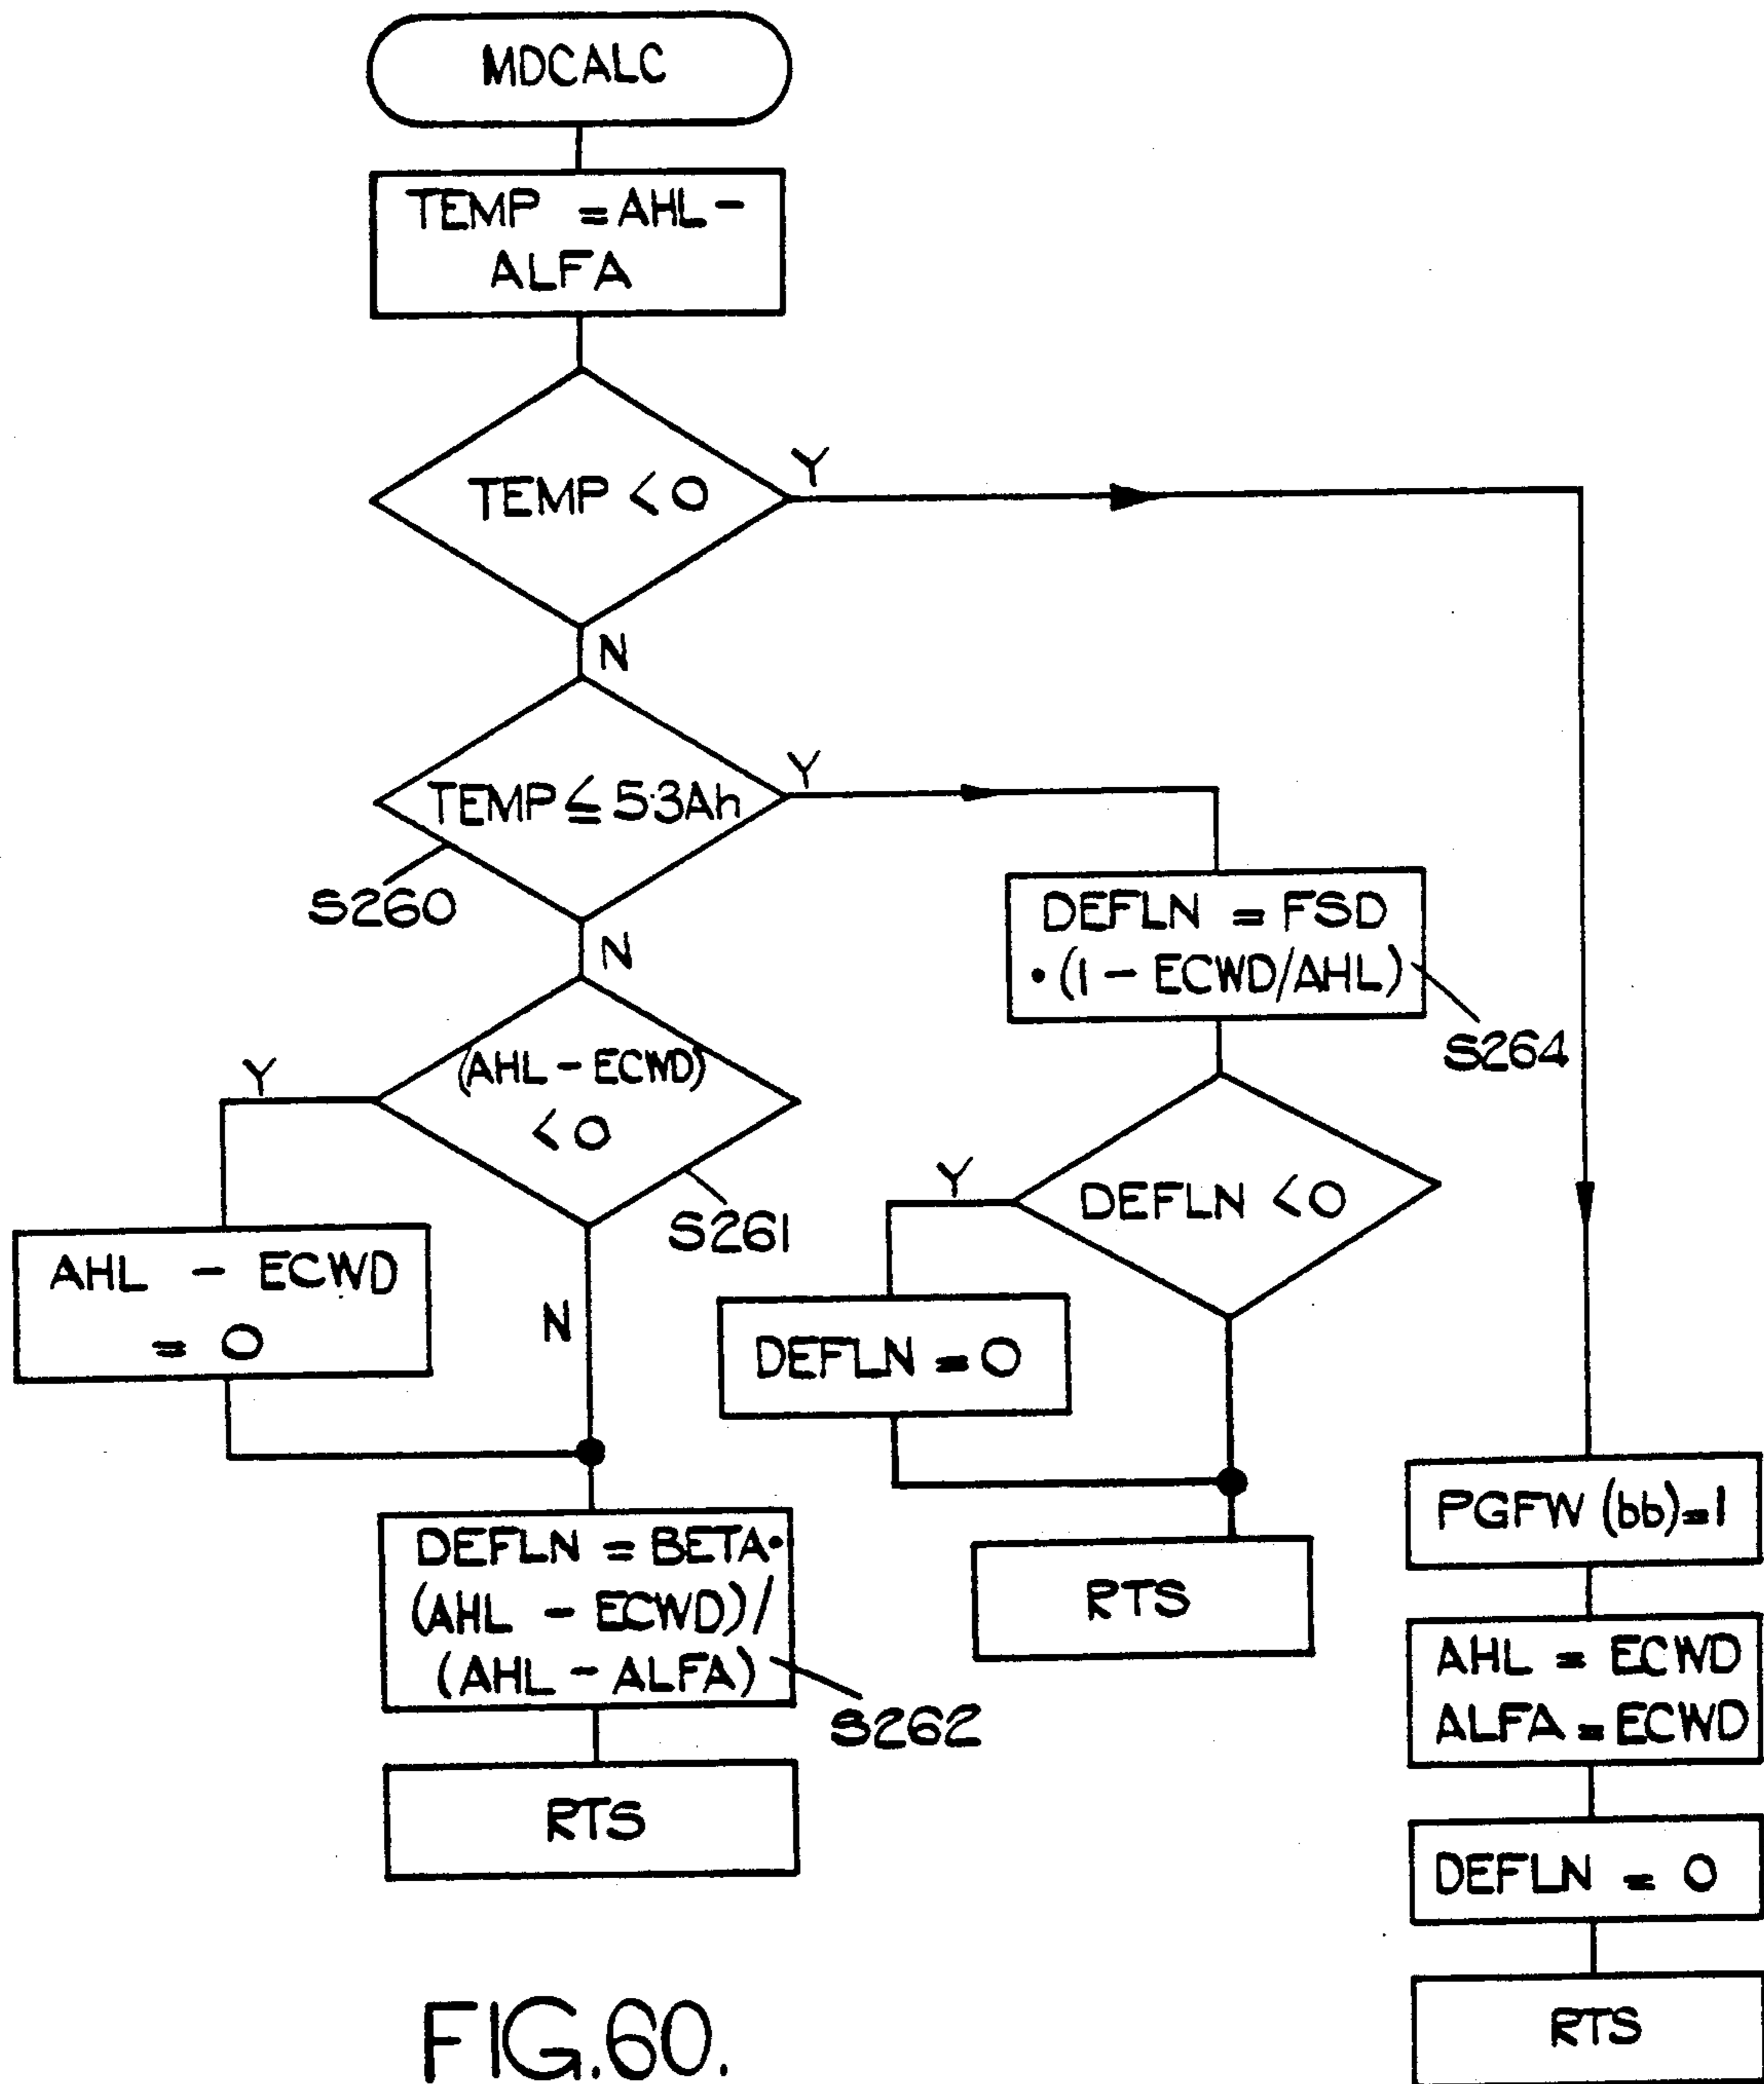 MDCALC
TEMP = AHL -
ALFA
TEMP < 0
Y
N
TEMP ≦ 5·3Ah
Y
S260
N
DEFLN = FSD
·(1 - ECWD/AHL)
S264
(AHL - ECWD)
< 0
Y
S261
N
AHL - ECWD
= 0
DEFLN < 0
Y
DEFLN = 0
DEFLN = BETA·
(AHL - ECWD)/
(AHL - ALFA)
S262
RTS
RTS
PGFW (bb)=1
AHL = ECWD
ALFA = ECWD
DEFLN = 0
RTS
FIG.60.